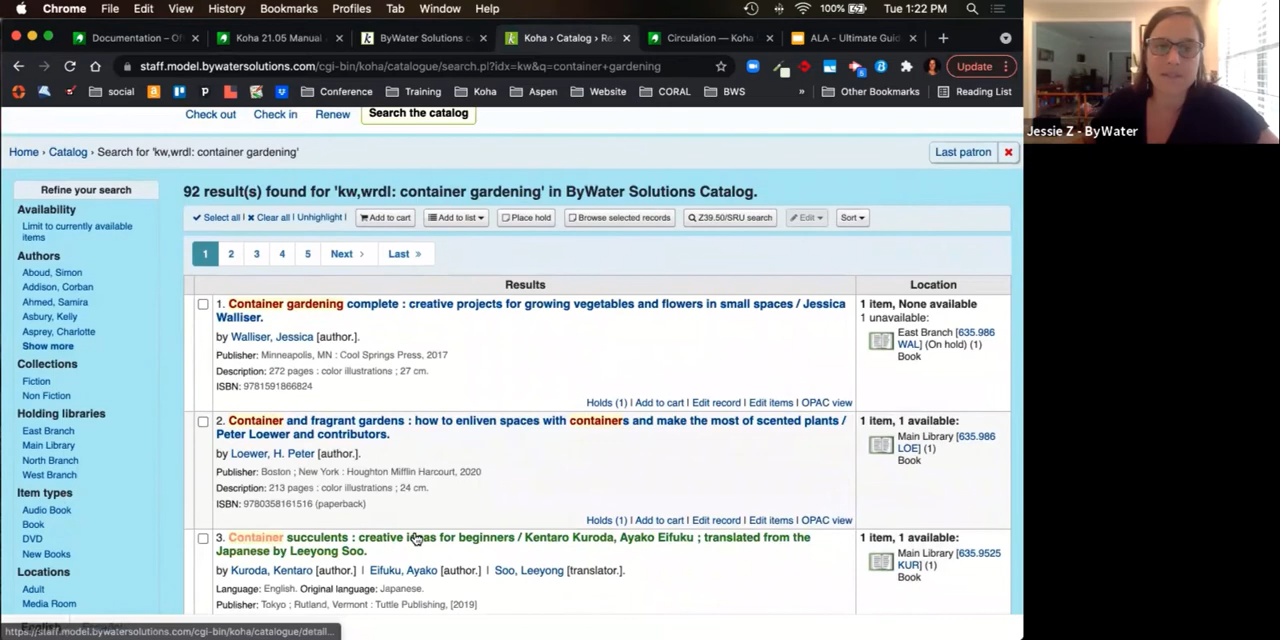 Chrome File Edit View History Bookmarks Profiles Tab Window Help 100% Tue 1:22 PM
Documentation – Of × Koha 21.05 Manual × ByWater Solutions c × Koha › Catalog › Re × Circulation — Koha × ALA - Ultimate Guid × +
staff.model.bywatersolutions.com/cgi-bin/koha/catalogue/search.pl?idx=kw&q=container+gardening Update
social Conference Training Koha Aspen Website CORAL BWS » Other Bookmarks Reading List
Check out Check in Renew Search the catalog
Home › Catalog › Search for 'kw,wrdl: container gardening' Last patron
Refine your search
Availability
Limit to currently available
items
Authors
Aboud, Simon
Addison, Corban
Ahmed, Samira
Asbury, Kelly
Asprey, Charlotte
Show more
Collections
Fiction
Non Fiction
Holding libraries
East Branch
Main Library
North Branch
West Branch
Item types
Audio Book
Book
DVD
New Books
Locations
Adult
Media Room
92 result(s) found for 'kw,wrdl: container gardening' in ByWater Solutions Catalog.
Select all | Clear all | Unhighlight | Add to cart Add to list Place hold Browse selected records Z39.50/SRU search Edit Sort
1 2 3 4 5 Next Last
Results Location
1. Container gardening complete : creative projects for growing vegetables and flowers in small spaces / Jessica
Walliser.
by Walliser, Jessica [author.].
Publisher: Minneapolis, MN : Cool Springs Press, 2017
Description: 272 pages : color illustrations ; 27 cm.
ISBN: 9781591866824
Holds (1) | Add to cart | Edit record | Edit items | OPAC view
1 item, None available
1 unavailable:
East Branch [635.986
WAL] (On hold) (1)
Book
2. Container and fragrant gardens : how to enliven spaces with containers and make the most of scented plants /
Peter Loewer and contributors.
by Loewer, H. Peter [author.].
Publisher: Boston ; New York : Houghton Mifflin Harcourt, 2020
Description: 213 pages : color illustrations ; 24 cm.
ISBN: 9780358161516 (paperback)
Holds (1) | Add to cart | Edit record | Edit items | OPAC view
1 item, 1 available:
Main Library [636.986
LOE] (1)
Book
3. Container succulents : creative ideas for beginners / Kentaro Kuroda, Ayako Eifuku ; translated from the
Japanese by Leeyong Soo.
by Kuroda, Kentaro [author.] | Eifuku, Ayako [author.] | Soo, Leeyong [translator.].
Language: English. Original language: Japanese.
Publisher: Tokyo ; Rutland, Vermont : Tuttle Publishing, [2019]
1 item, 1 available:
Main Library [635.9525
KUR] (1)
Book
https://staff.model.bywatersolutions.com/cgi-bin/koha/catalogue/detail...
Jessie Z - ByWater